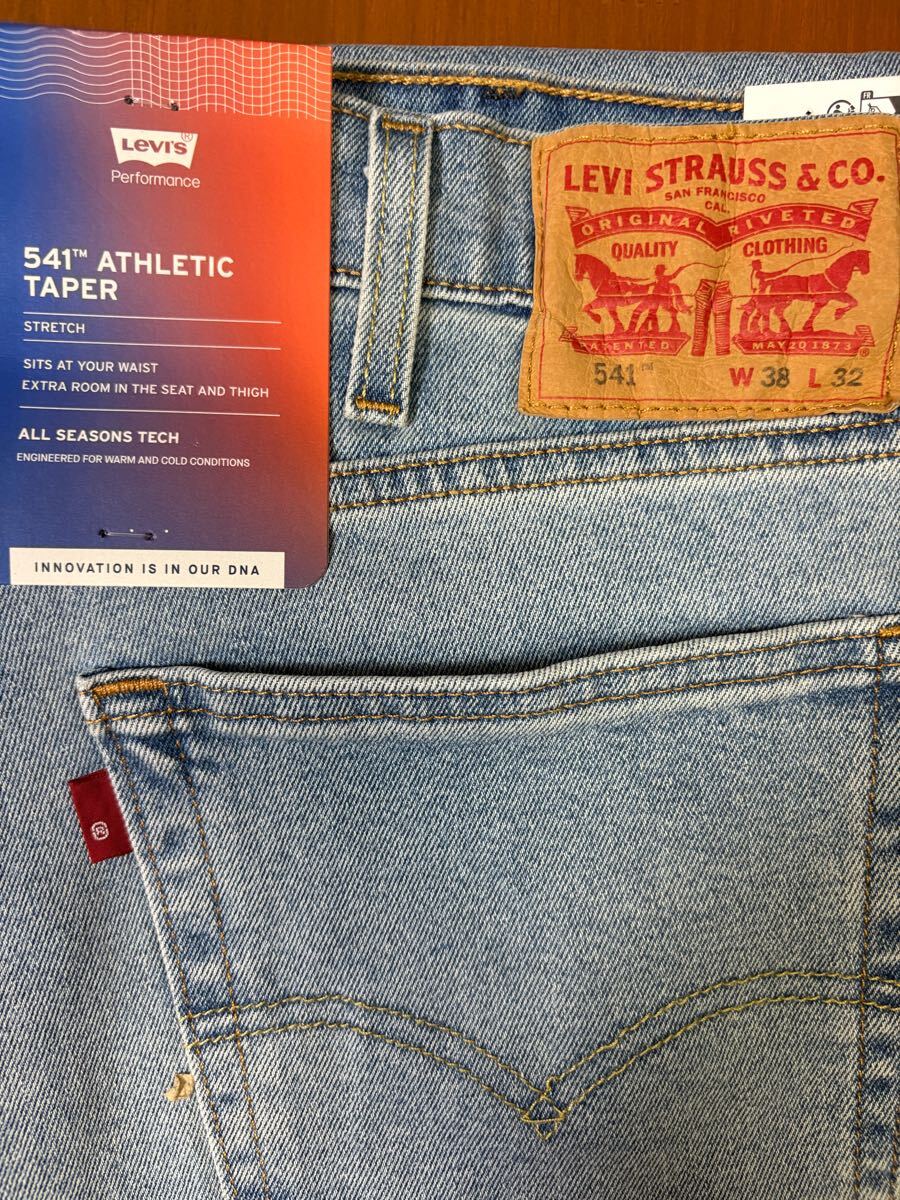 LEVI'S®
Performance
541™ ATHLETIC
TAPER
STRETCH
SITS AT YOUR WAIST
EXTRA ROOM IN THE SEAT AND THIGH
ALL SEASONS TECH
ENGINEERED FOR WARM AND COLD CONDITIONS
INNOVATION IS IN OUR DNA
FR
LEVI STRAUSS & CO.
SAN FRANCISCO
CAL.
ORIGINAL RIVETED
QUALITY CLOTHING
PATENTED MAY 20 1873 ®
541™ W 38 L 32
®